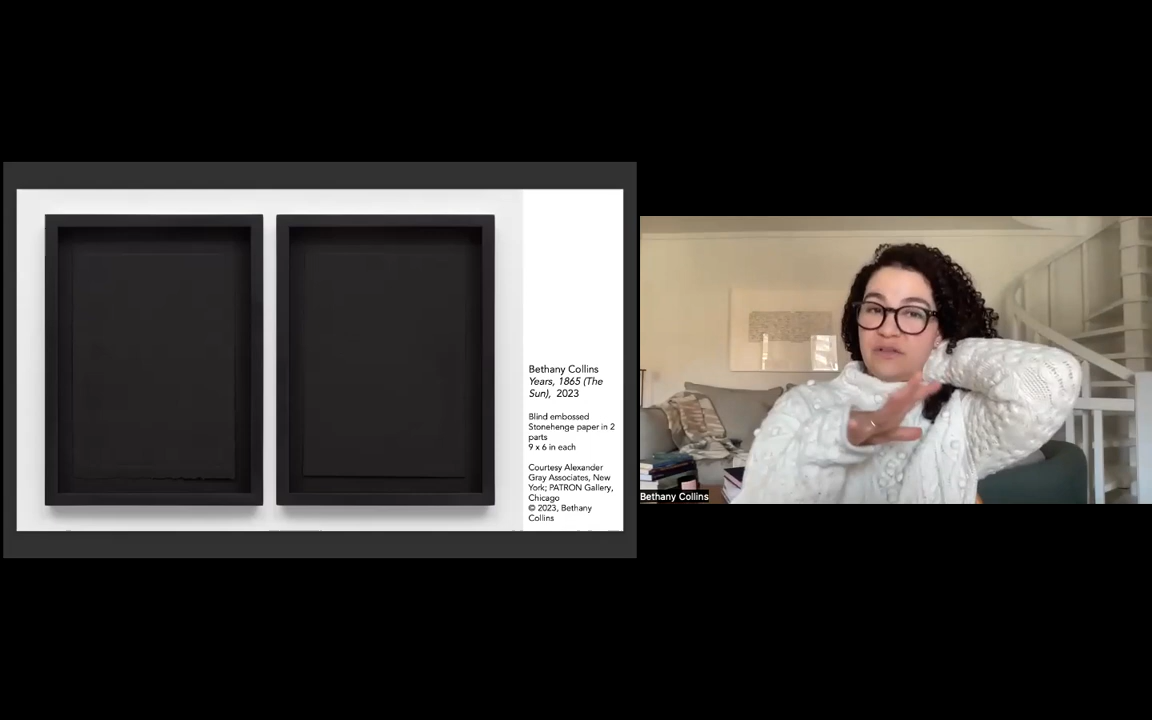 Bethany Collins
Years, 1865 (The
Sun), 2023
Blind embossed
Stonehenge paper in 2
parts
9 x 6 in each
Courtesy Alexander
Gray Associates, New
York; PATRON Gallery,
Chicago
© 2023, Bethany
Collins
Bethany Collins